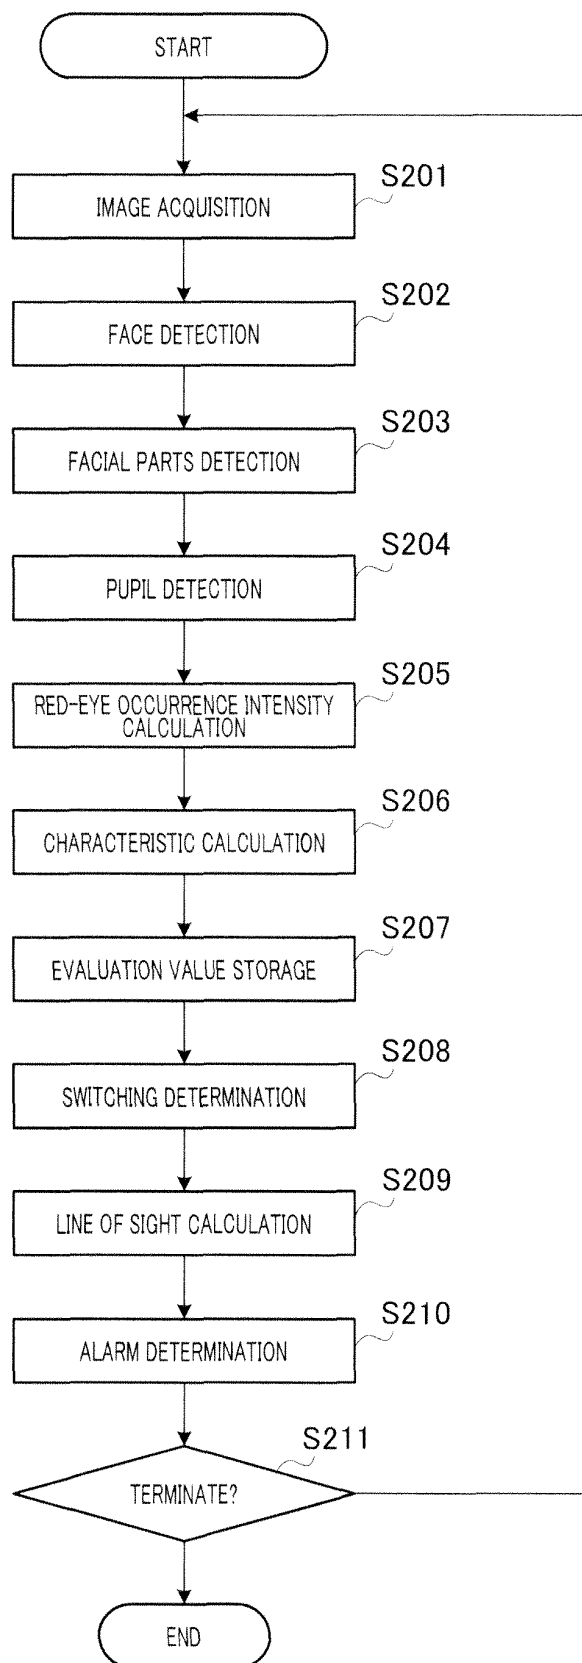 START
S201
IMAGE ACQUISITION
S202
FACE DETECTION
S203
FACIAL PARTS DETECTION
S204
PUPIL DETECTION
S205
RED-EYE OCCURRENCE INTENSITY
CALCULATION
S206
CHARACTERISTIC CALCULATION
S207
EVALUATION VALUE STORAGE
S208
SWITCHING DETERMINATION
S209
LINE OF SIGHT CALCULATION
S210
ALARM DETERMINATION
S211
TERMINATE?
END